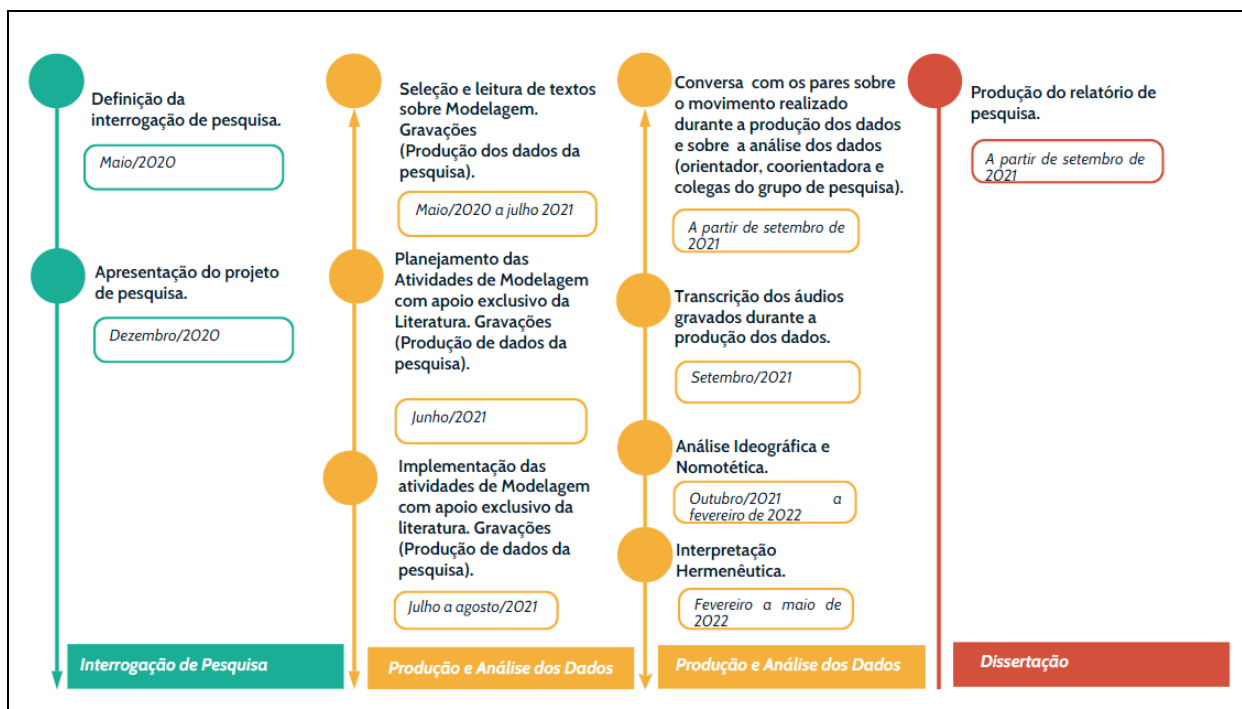 Definição da
interrogação de pesquisa.
Maio/2020
Apresentação do projeto
de pesquisa.
Dezembro/2020
Interrogação de Pesquisa
Seleção e leitura de textos
sobre Modelagem.
Gravações
(Produção dos dados da
pesquisa).
Maio/2020 a julho 2021
Planejamento das
Atividades de Modelagem
com apoio exclusivo da
Literatura. Gravações
(Produção de dados da
pesquisa).
Junho/2021
Implementação das
atividades de Modelagem
com apoio exclusivo da
literatura. Gravações
(Produção de dados da
pesquisa).
Julho a agosto/2021
Produção e Análise dos Dados
Conversa com os pares sobre
o movimento realizado
durante a produção dos dados
e sobre a análise dos dados
(orientador, coorientadora e
colegas do grupo de pesquisa).
A partir de setembro de
2021
Transcrição dos áudios
gravados durante a
produção dos dados.
Setembro/2021
Análise Ideográfica e
Nomotética.
Outubro/2021 a
fevereiro de 2022
Interpretação
Hermenêutica.
Fevereiro a maio de
2022
Produção e Análise dos Dados
Produção do relatório de
pesquisa.
A partir de setembro de
2021
Dissertação